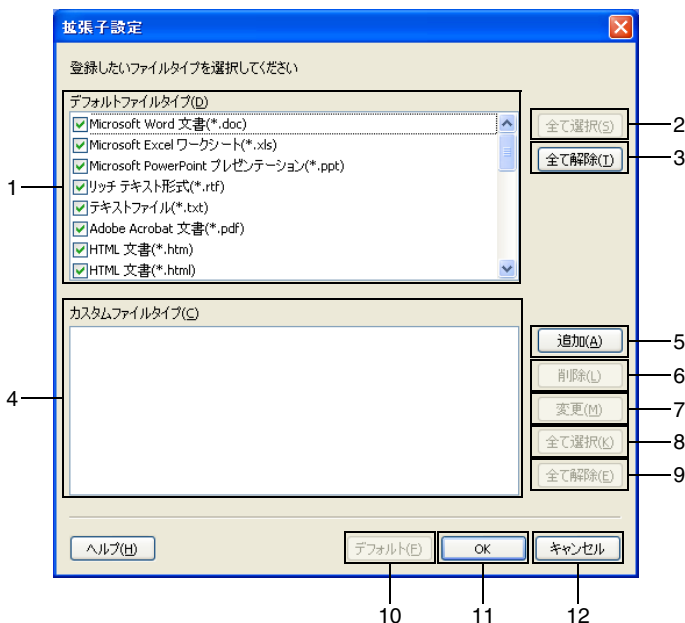 拡張子設定
登録したいファイルタイプを選択してください
デフォルトファイルタイプ(D)
Microsoft Word 文書(*.doc)
Microsoft Excel ワークシート(*.xls)
Microsoft PowerPoint プレゼンテーション(*.ppt)
リッチ テキスト形式(*.rtf)
テキストファイル(*.txt)
Adobe Acrobat 文書(*.pdf)
HTML 文書(*.htm)
HTML 文書(*.html)
1
全て選択(S)
2
全て解除(T)
3
カスタムファイルタイプ(C)
4
追加(A)
5
削除(L)
6
変更(M)
7
全て選択(K)
8
全て解除(E)
9
ヘルプ(H)
デフォルト(F)
OK
キャンセル
10
11
12